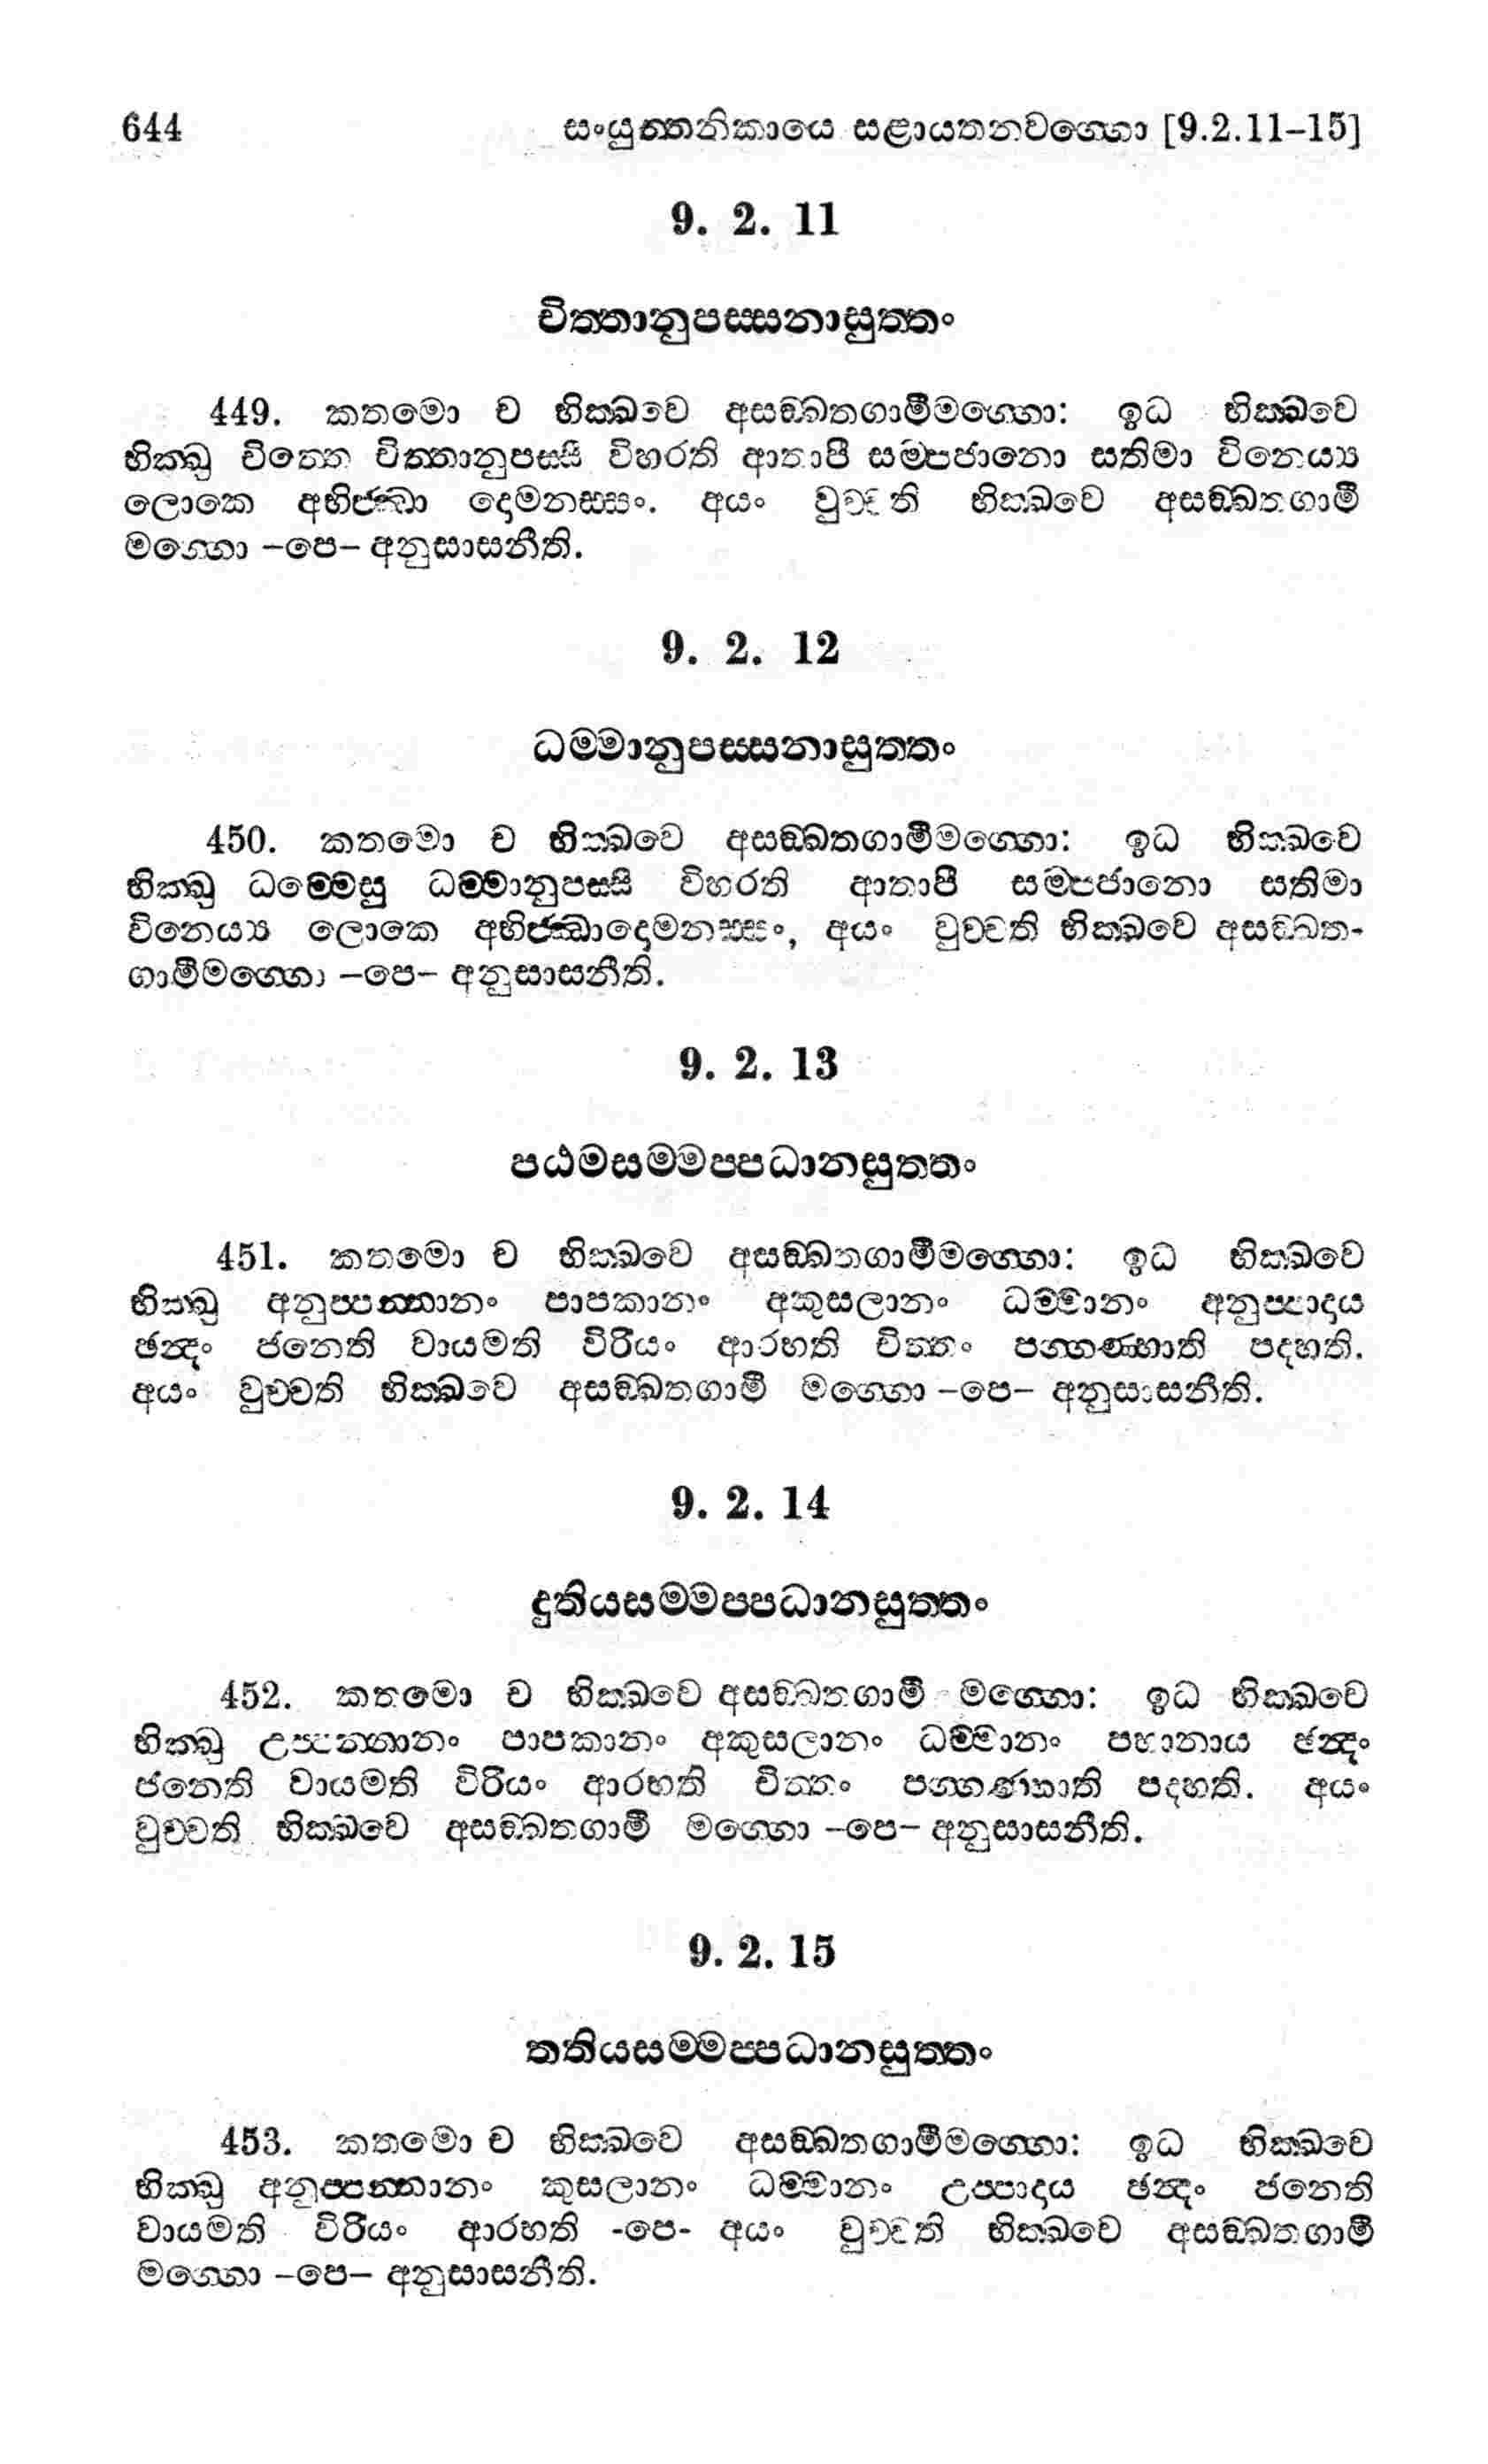 644 සංයුත්තනිකායෙ සළායතනවග්ගො [9.2.11–15]
9. 2. 11
චිත්තානුපස්සනාසුත්තං
449. කතමො ච භික්ඛවෙ අසඞ්ඛතගාමීමග්ගො: ඉධ භික්ඛවෙ
භික්ඛු චිත්තෙ චිත්තානුපස්සී විහරති ආතාපී සම්පජානො සතිමා විනෙය්‍ය
ලොකෙ අභිජ්ඣා දොමනස්සං. අයං වුච්චති භික්ඛවෙ අසඞ්ඛතගාමී
මග්ගො –පෙ– අනුසාසනීති.
9. 2. 12
ධම්මානුපස්සනාසුත්තං
450. කතමො ච භික්ඛවෙ අසඞ්ඛතගාමීමග්ගො: ඉධ භික්ඛවෙ
භික්ඛු ධම්මෙසු ධම්මානුපස්සී විහරති ආතාපී සම්පජානො සතිමා
විනෙය්‍ය ලොකෙ අභිජ්ඣාදොමනස්සං, අයං වුච්චති භික්ඛවෙ අසඞ්ඛත-
ගාමීමග්ගො –පෙ– අනුසාසනීති.
9. 2. 13
පඨමසම්මප්පධානසුත්තං
451. කතමො ච භික්ඛවෙ අසඞ්ඛතගාමීමග්ගො: ඉධ භික්ඛවෙ
භික්ඛු අනුප්පන්නානං පාපකානං අකුසලානං ධම්මානං අනුප්පාදාය
ඡන්දං ජනෙති වායමති විරියං ආරභති චිත්තං පග්ගණ්හාති පදහති.
අයං වුච්චති භික්ඛවෙ අසඞ්ඛතගාමී මග්ගො –පෙ– අනුසාසනීති.
9. 2. 14
දුතියසම්මප්පධානසුත්තං
452. කතමො ච භික්ඛවෙ අසඞ්ඛතගාමී මග්ගො: ඉධ භික්ඛවෙ
භික්ඛු උප්පන්නානං පාපකානං අකුසලානං ධම්මානං පහානාය ඡන්දං
ජනෙති වායමති විරියං ආරභති චිත්තං පග්ගණ්හාති පදහති. අයං
වුච්චති භික්ඛවෙ අසඞ්ඛතගාමී මග්ගො –පෙ– අනුසාසනීති.
9. 2. 15
තතියසම්මප්පධානසුත්තං
453. කතමො ච භික්ඛවෙ අසඞ්ඛතගාමීමග්ගො: ඉධ භික්ඛවෙ
භික්ඛු අනුප්පන්නානං කුසලානං ධම්මානං උප්පාදාය ඡන්දං ජනෙති
වායමති විරියං ආරභති -පෙ- අයං වුච්චති භික්ඛවෙ අසඞ්ඛතගාමී
මග්ගො –පෙ– අනුසාසනීති.